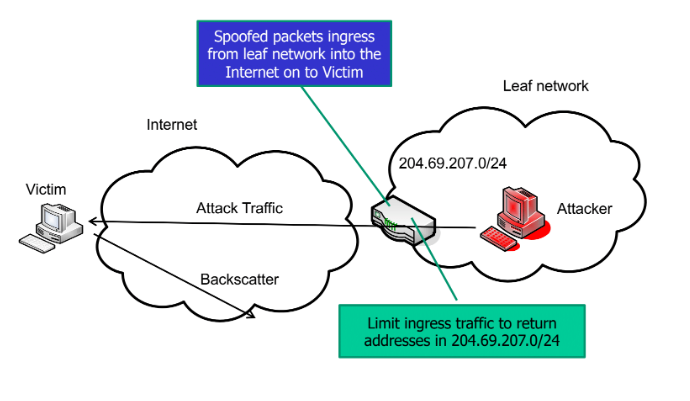 Spoofed packets ingress
from leaf network into the
Internet on to Victim
Leaf network
Internet
204.69.207.0/24
Victim
Attack Traffic
Attacker
Backscatter
Limit ingress traffic to return
addresses in 204.69.207.0/24